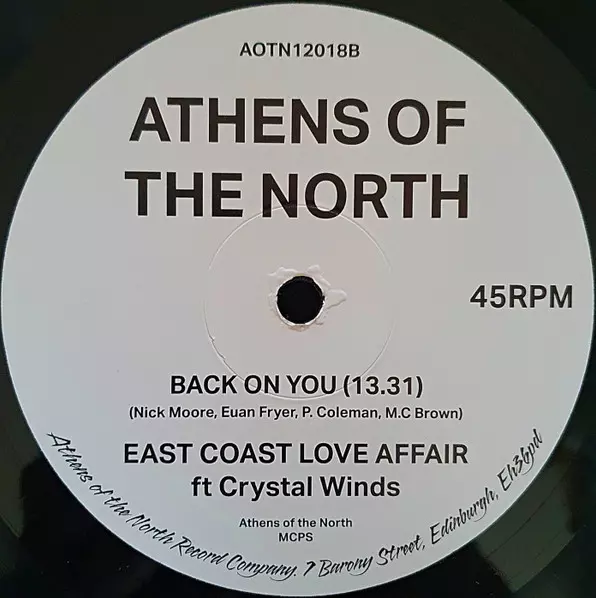 AOTN12018B
ATHENS OF
THE NORTH
45RPM
BACK ON YOU (13.31)
(Nick Moore, Euan Fryer, P. Coleman, M.C Brown)
EAST COAST LOVE AFFAIR
ft Crystal Winds
Athens of the North
MCPS
Athens of the North Record Company. 7 Barony Street, Edinburgh, Eh36pd